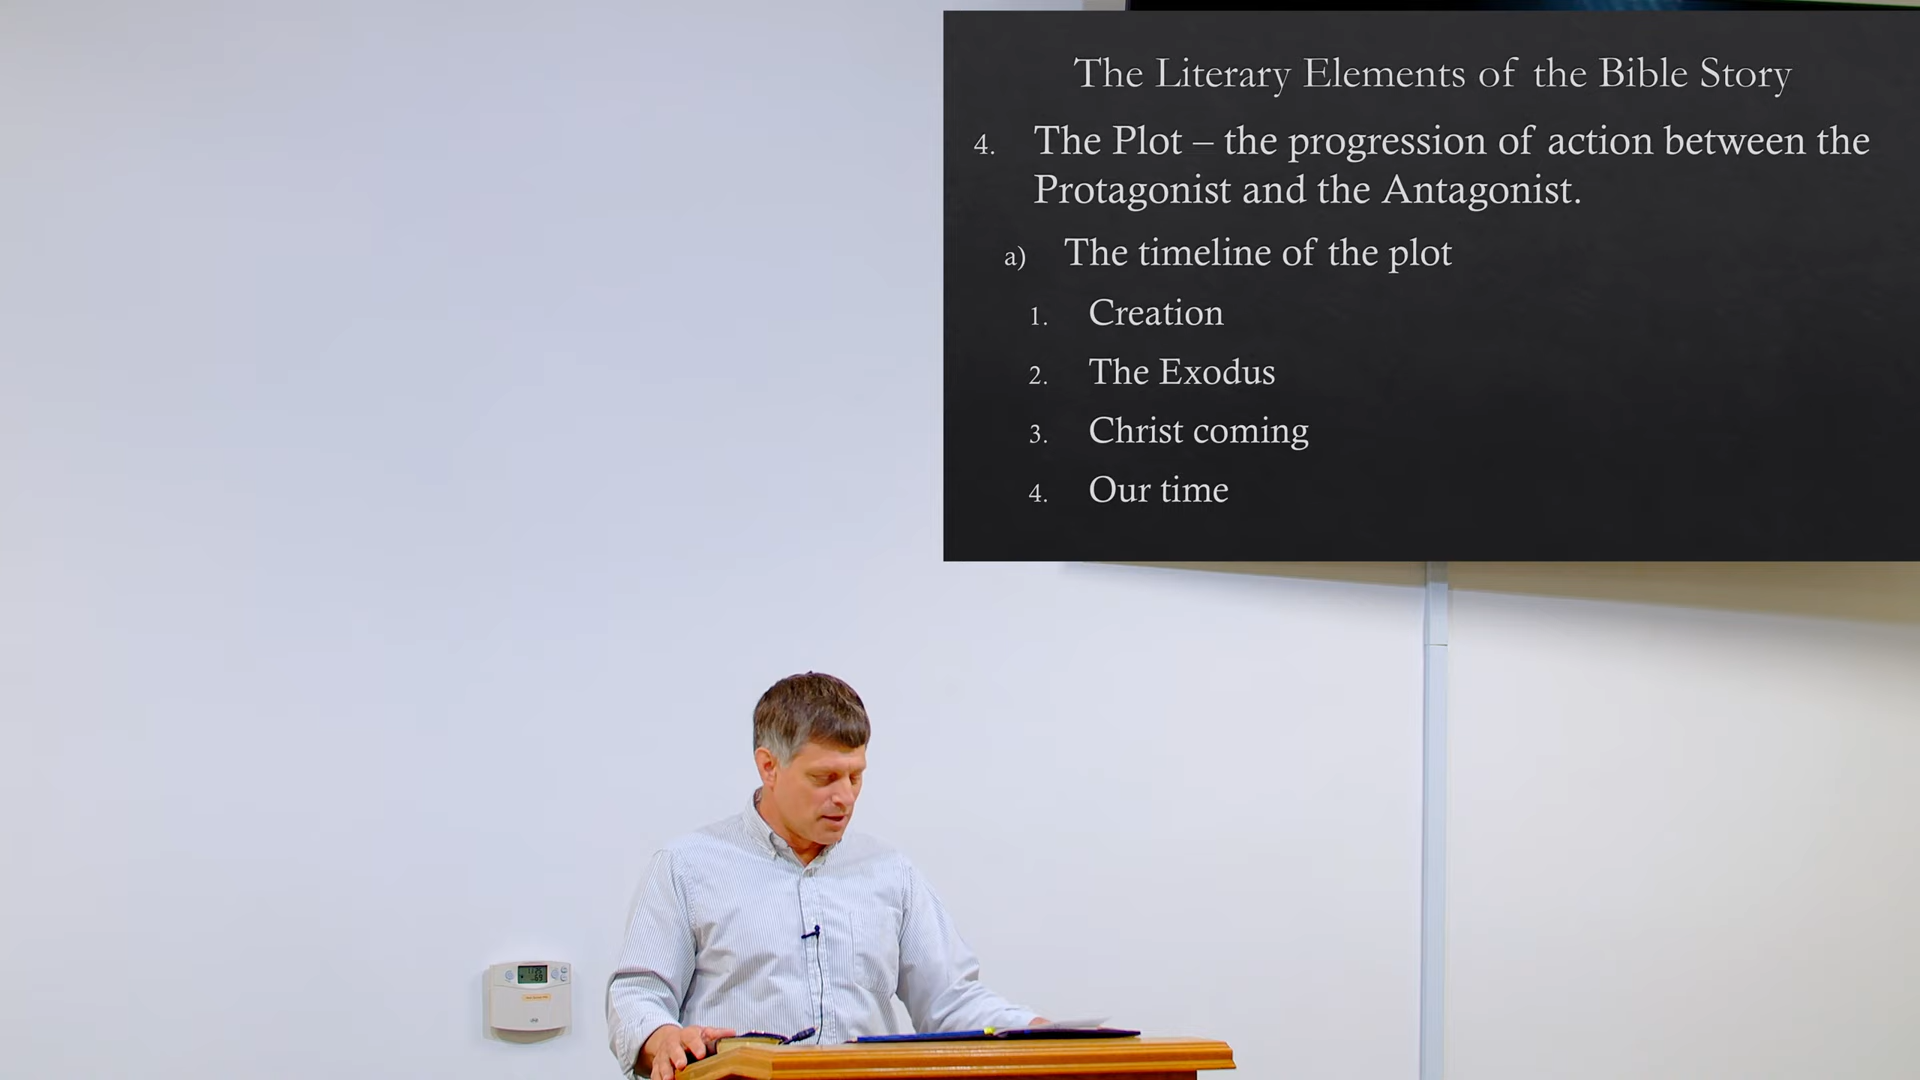 The Literary Elements of the Bible Story
4. The Plot – the progression of action between the
Protagonist and the Antagonist.
a) The timeline of the plot
1. Creation
2. The Exodus
3. Christ coming
4. Our time